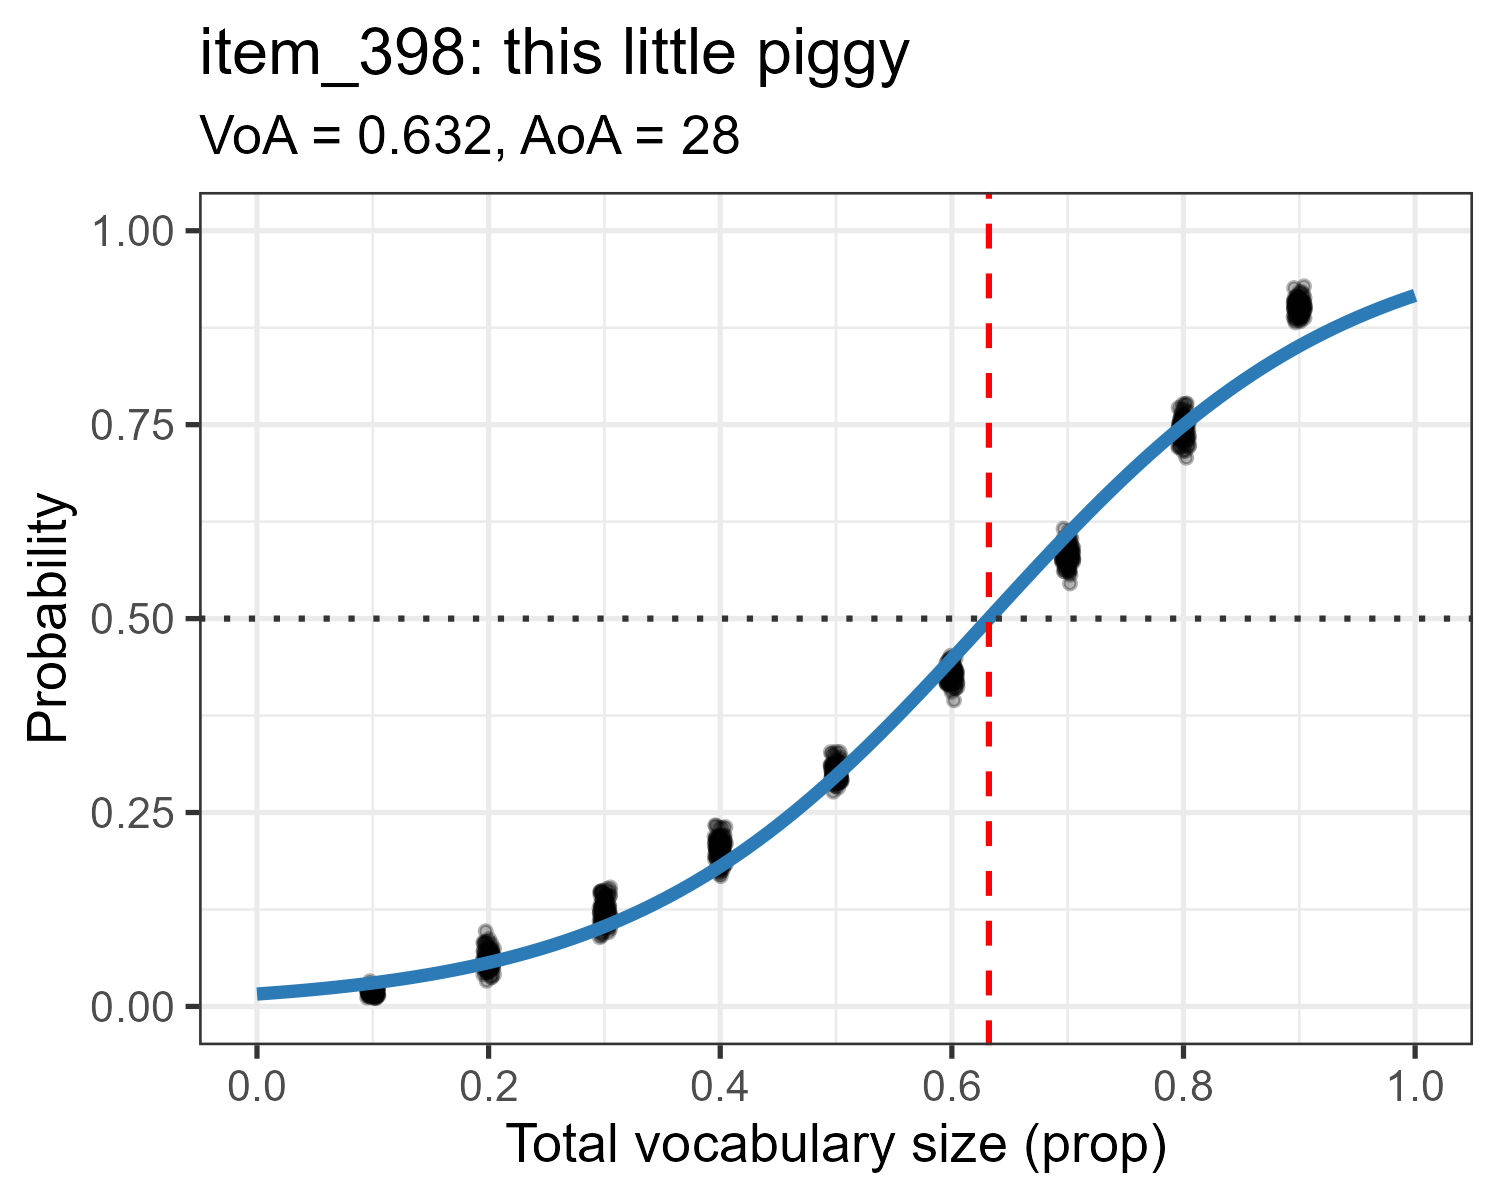 item_398: this little piggy
VoA = 0.632, AoA = 28
Probability
1.00
0.75
0.50
0.25
0.00
0.0 0.2 0.4 0.6 0.8 1.0
Total vocabulary size (prop)